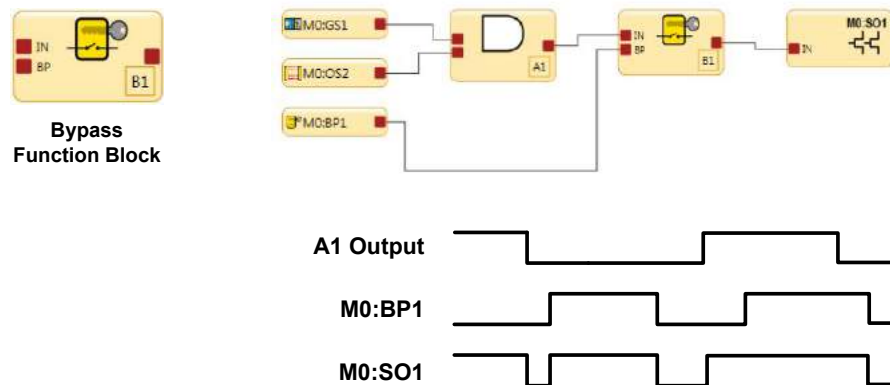 IN
BP
B1
Bypass
Function Block
M0:GS1
M0:OS2
M0:BP1
A1
IN
BP
B1
M0:SO1
IN
A1 Output
M0:BP1
M0:SO1